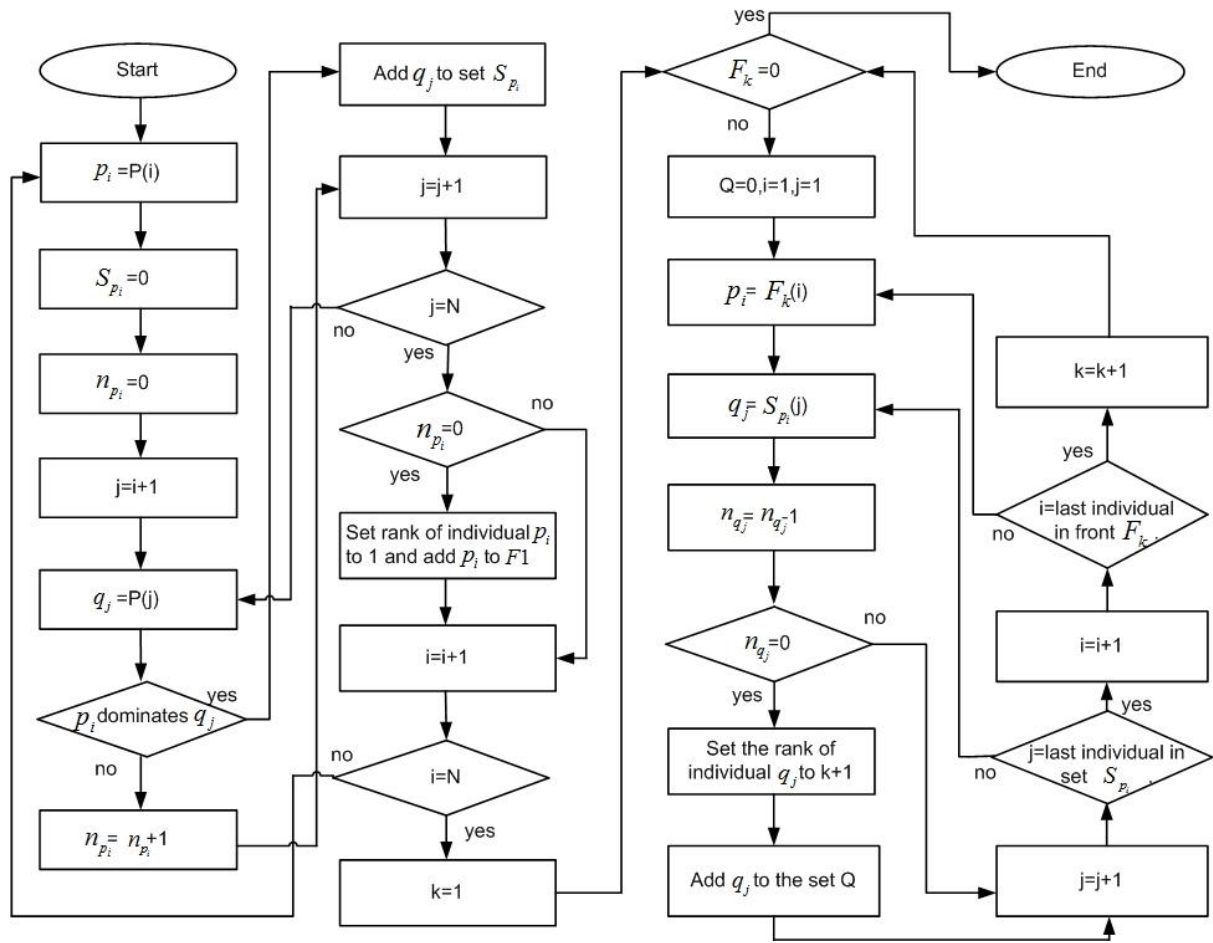 Start
p_i =P(i)
S_{p_i}=0
n_{p_i}=0
j=i+1
q_j =P(j)
p_i dominates q_j
yes
no
n_{p_i}= n_{p_i}+1
Add q_j to set S_{p_i}
j=j+1
j=N
no
yes
n_{p_i}=0
no
yes
Set rank of individual p_i
to 1 and add p_i to F1
i=i+1
i=N
no
yes
k=1
yes
F_k=0
no
End
Q=0,i=1,j=1
p_i= F_k(i)
q_j= S_{p_i}(j)
n_{q_j}= n_{q_j}-1
n_{q_j}=0
no
yes
Set the rank of
individual q_j to k+1
Add q_j to the set Q
j=j+1
j=last individual in
set S_{p_i} .
no
yes
i=i+1
i=last individual
in front F_k .
no
yes
k=k+1